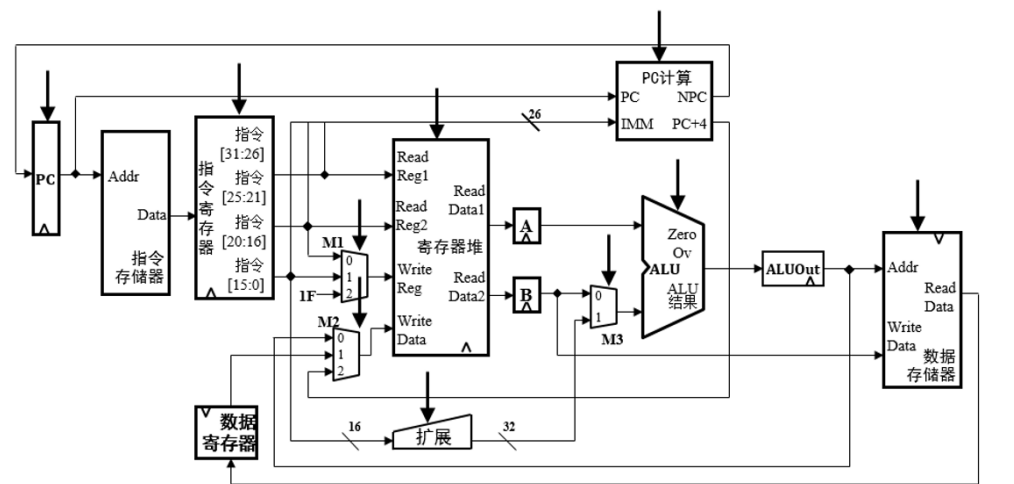 PC计算
PC
NPC
IMM
PC+4
26
PC
Addr
Data
指令
存储器
指令寄存器
指令
[31:26]
指令
[25:21]
指令
[20:16]
指令
[15:0]
M1
0
1
2
1F
M2
0
1
2
Read
Reg1
Read
Reg2
Write
Reg
Write
Data
Read
Data1
寄存器堆
Read
Data2
A
B
M3
0
1
Zero
Ov
ALU
ALU
结果
ALUOut
Addr
Read
Data
Write
Data
数据
存储器
数据
寄存器
16
扩展
32